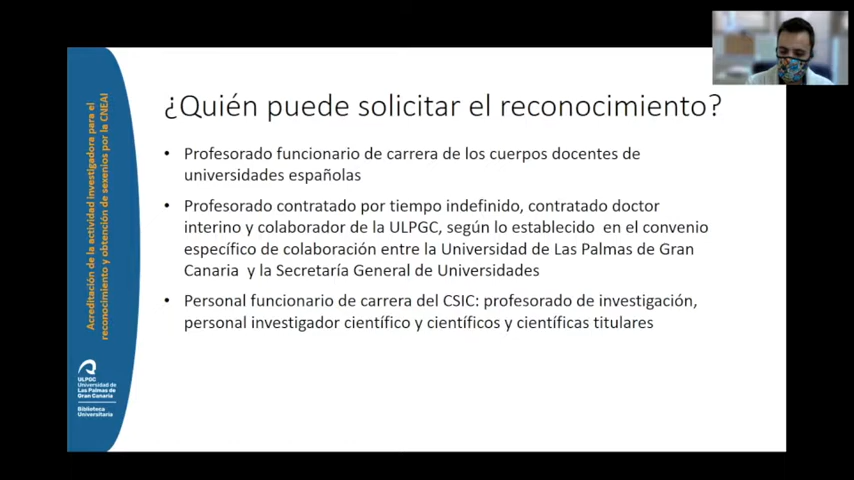 ¿Quién puede solicitar el reconocimiento?
• Profesorado funcionario de carrera de los cuerpos docentes de
universidades españolas
• Profesorado contratado por tiempo indefinido, contratado doctor
interino y colaborador de la ULPGC, según lo establecido en el convenio
específico de colaboración entre la Universidad de Las Palmas de Gran
Canaria y la Secretaría General de Universidades
• Personal funcionario de carrera del CSIC: profesorado de investigación,
personal investigador científico y científicos y científicas titulares
Acreditación de la actividad investigadora para el
reconocimiento y obtención de sexenios por la CNEAI
ULPGC
Universidad de
Las Palmas de
Gran Canaria
Biblioteca
Universitaria